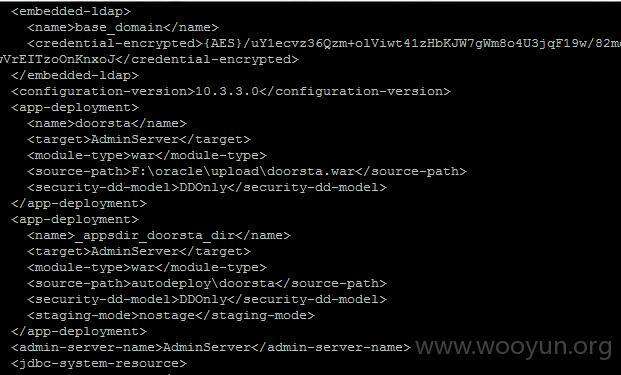 <embedded-ldap>
<name>base_domain</name>
<credential-encrypted>{AES}/uY1ecvz36Qzm+olViwt41zHbKJW7gWm8o4U3jqF19w/82m
wVrEITzoOnKnxoJ</credential-encrypted>
</embedded-ldap>
<configuration-version>10.3.3.0</configuration-version>
<app-deployment>
<name>doorsta</name>
<target>AdminServer</target>
<module-type>war</module-type>
<source-path>F:\oracle\upload\doorsta.war</source-path>
<security-dd-model>DDOnly</security-dd-model>
</app-deployment>
<app-deployment>
<name>_appsdir_doorsta_dir</name>
<target>AdminServer</target>
<module-type>war</module-type>
<source-path>autodeploy\doorsta</source-path>
<security-dd-model>DDOnly</security-dd-model>
<staging-mode>nostage</staging-mode>
</app-deployment>
<admin-server-name>AdminServer</admin-server-name>
<jdbc-system-resource>
www.wooyun.org